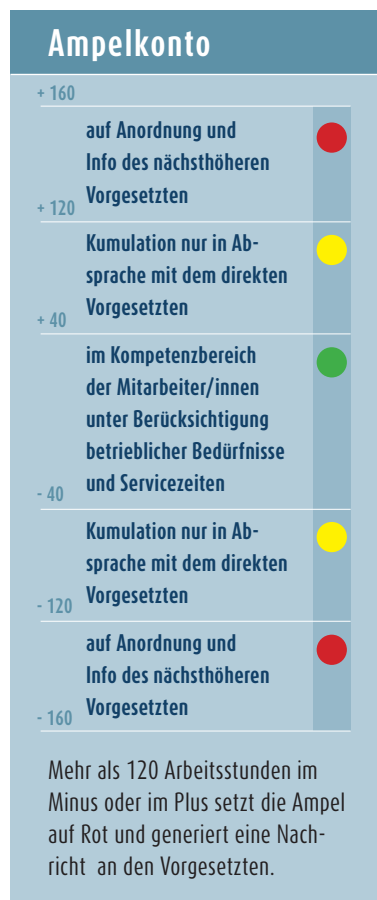 Ampelkonto
+ 160
auf Anordnung und
Info des nächsthöheren
Vorgesetzten
+ 120
Kumulation nur in Ab-
sprache mit dem direkten
Vorgesetzten
+ 40
im Kompetenzbereich
der Mitarbeiter/innen
unter Berücksichtigung
betrieblicher Bedürfnisse
und Servicezeiten
- 40
Kumulation nur in Ab-
sprache mit dem direkten
Vorgesetzten
- 120
auf Anordnung und
Info des nächsthöheren
Vorgesetzten
- 160
Mehr als 120 Arbeitsstunden im
Minus oder im Plus setzt die Ampel
auf Rot und generiert eine Nach-
richt an den Vorgesetzten.